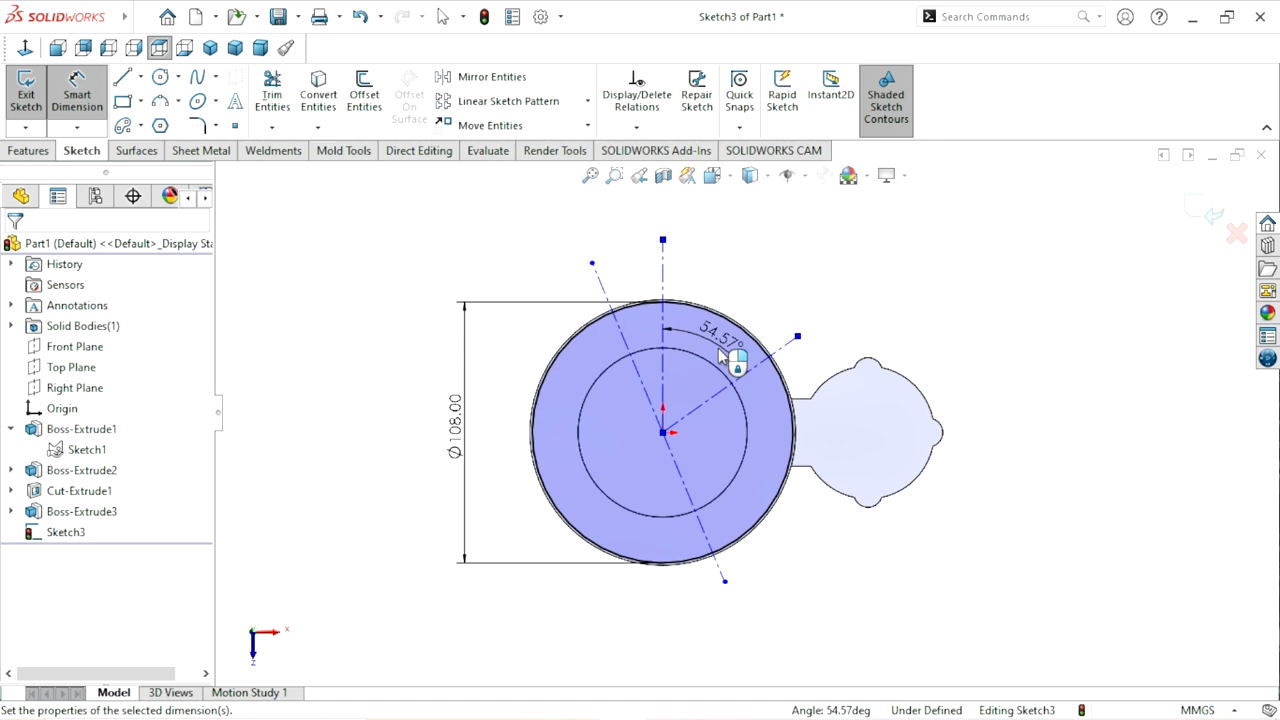 SOLIDWORKS
Sketch3 of Part1 *
Search Commands
Exit Sketch
Smart Dimension
Trim Entities
Convert Entities
Offset Entities
Offset On Surface
Mirror Entities
Linear Sketch Pattern
Move Entities
Display/Delete Relations
Repair Sketch
Quick Snaps
Rapid Sketch
Instant2D
Shaded Sketch Contours
Features
Sketch
Surfaces
Sheet Metal
Weldments
Mold Tools
Direct Editing
Evaluate
Render Tools
SOLIDWORKS Add-Ins
SOLIDWORKS CAM
Part1 (Default) <<Default>_Display Sta
History
Sensors
Annotations
Solid Bodies(1)
Front Plane
Top Plane
Right Plane
Origin
Boss-Extrude1
Sketch1
Boss-Extrude2
Cut-Extrude1
Boss-Extrude3
Sketch3
54.57°
Ø108.00
x
z
Model
3D Views
Motion Study 1
Set the properties of the selected dimension(s).
Angle: 54.57deg
Under Defined
Editing Sketch3
MMGS